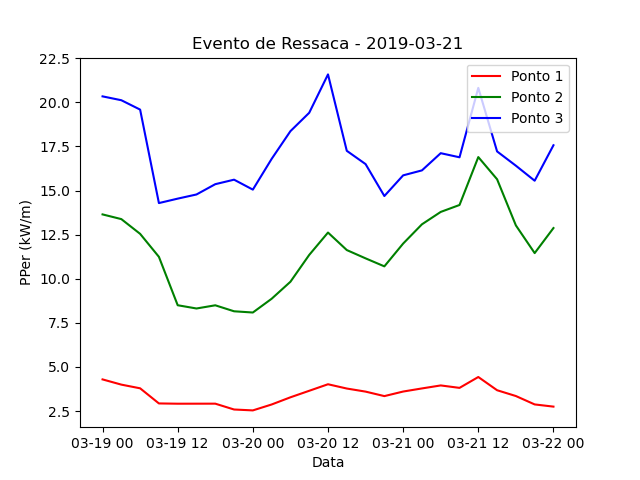 Evento de Ressaca - 2019-03-21
22.5
20.0
17.5
15.0
12.5
10.0
7.5
5.0
2.5
PPer (kW/m)
Ponto 1
Ponto 2
Ponto 3
03-19 00 03-19 12 03-20 00 03-20 12 03-21 00 03-21 12 03-22 00
Data